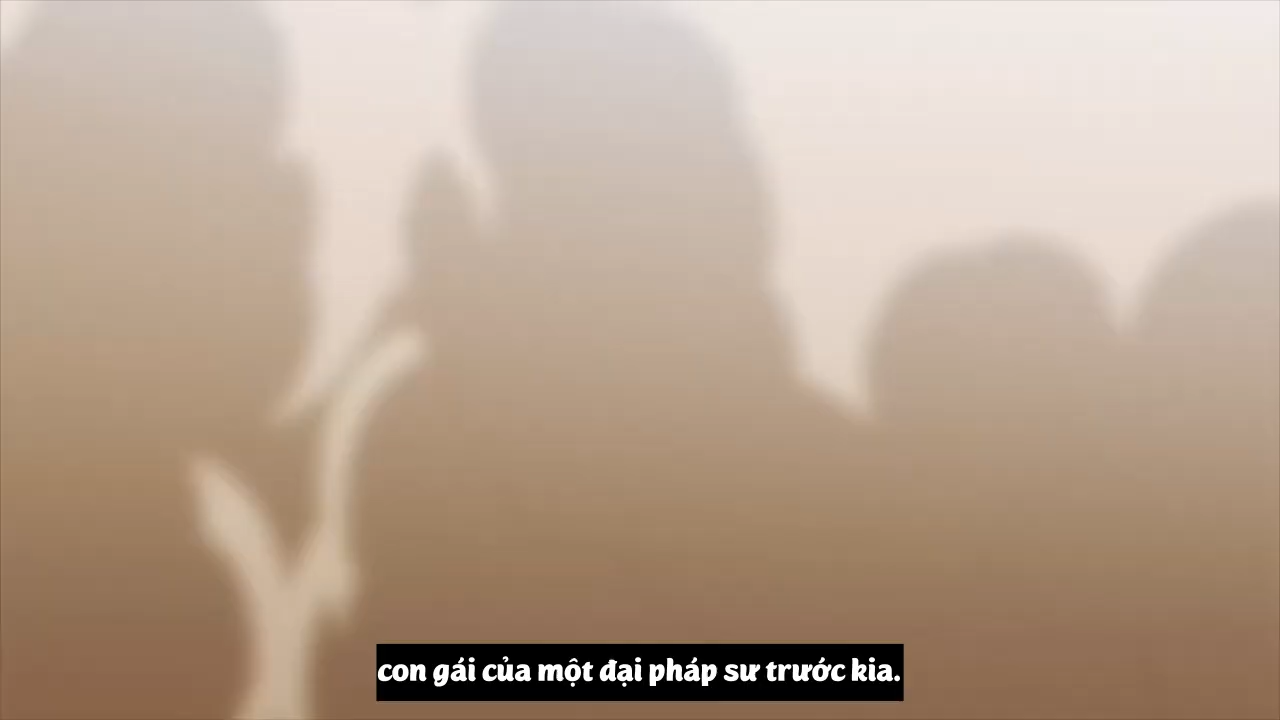 con gái của một đại pháp sư trước kia.